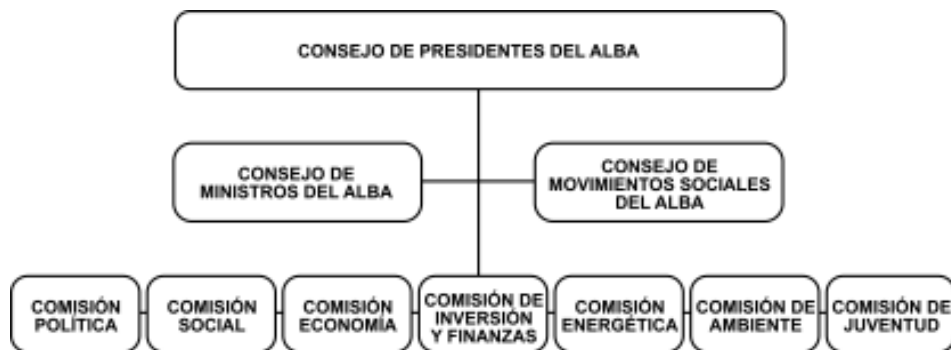 CONSEJO DE PRESIDENTES DEL ALBA
CONSEJO DE
MINISTROS DEL ALBA
CONSEJO DE
MOVIMIENTOS SOCIALES
DEL ALBA
COMISIÓN
POLÍTICA
COMISIÓN
SOCIAL
COMISIÓN
ECONOMÍA
COMISIÓN DE
INVERSIÓN
Y FINANZAS
COMISIÓN
ENERGÉTICA
COMISIÓN DE
AMBIENTE
COMISIÓN DE
JUVENTUD